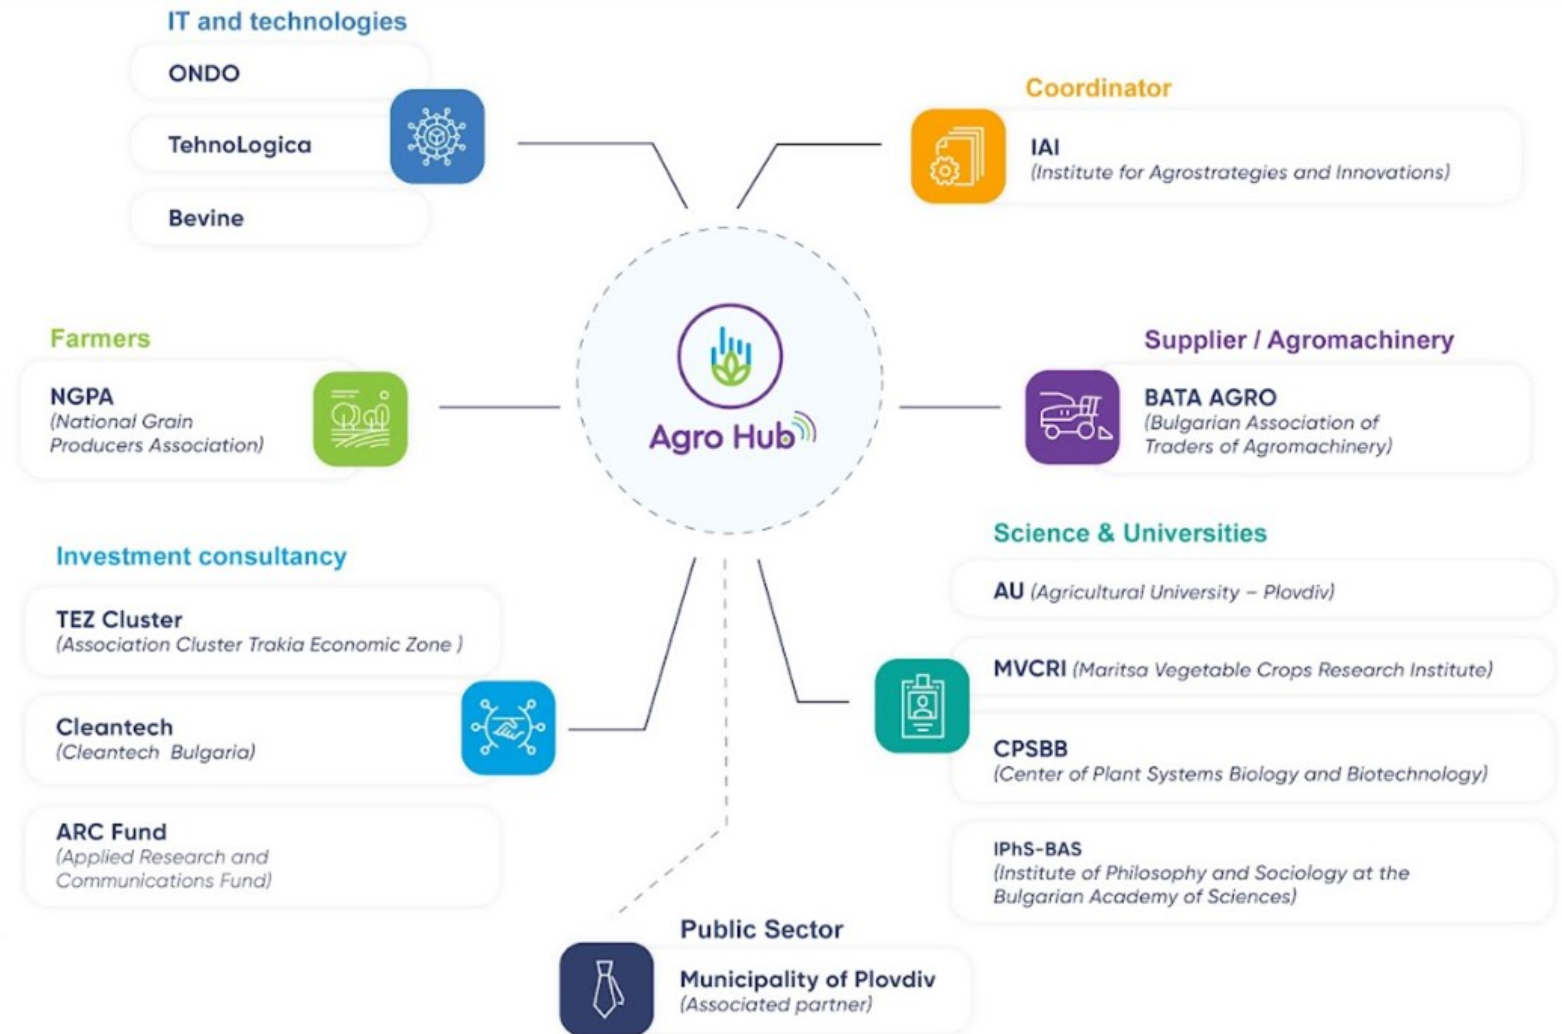 IT and technologies
ONDO
TehnoLogica
Bevine
Coordinator
IAI
(Institute for Agrostrategies and Innovations)
Farmers
NGPA
(National Grain
Producers Association)
Agro Hub
Supplier / Agromachinery
BATA AGRO
(Bulgarian Association of
Traders of Agromachinery)
Investment consultancy
TEZ Cluster
(Association Cluster Trakia Economic Zone )
Cleantech
(Cleantech Bulgaria)
ARC Fund
(Applied Research and
Communications Fund)
Science & Universities
AU (Agricultural University – Plovdiv)
MVCRI (Maritsa Vegetable Crops Research Institute)
CPSBB
(Center of Plant Systems Biology and Biotechnology)
IPhS-BAS
(Institute of Philosophy and Sociology at the
Bulgarian Academy of Sciences)
Public Sector
Municipality of Plovdiv
(Associated partner)